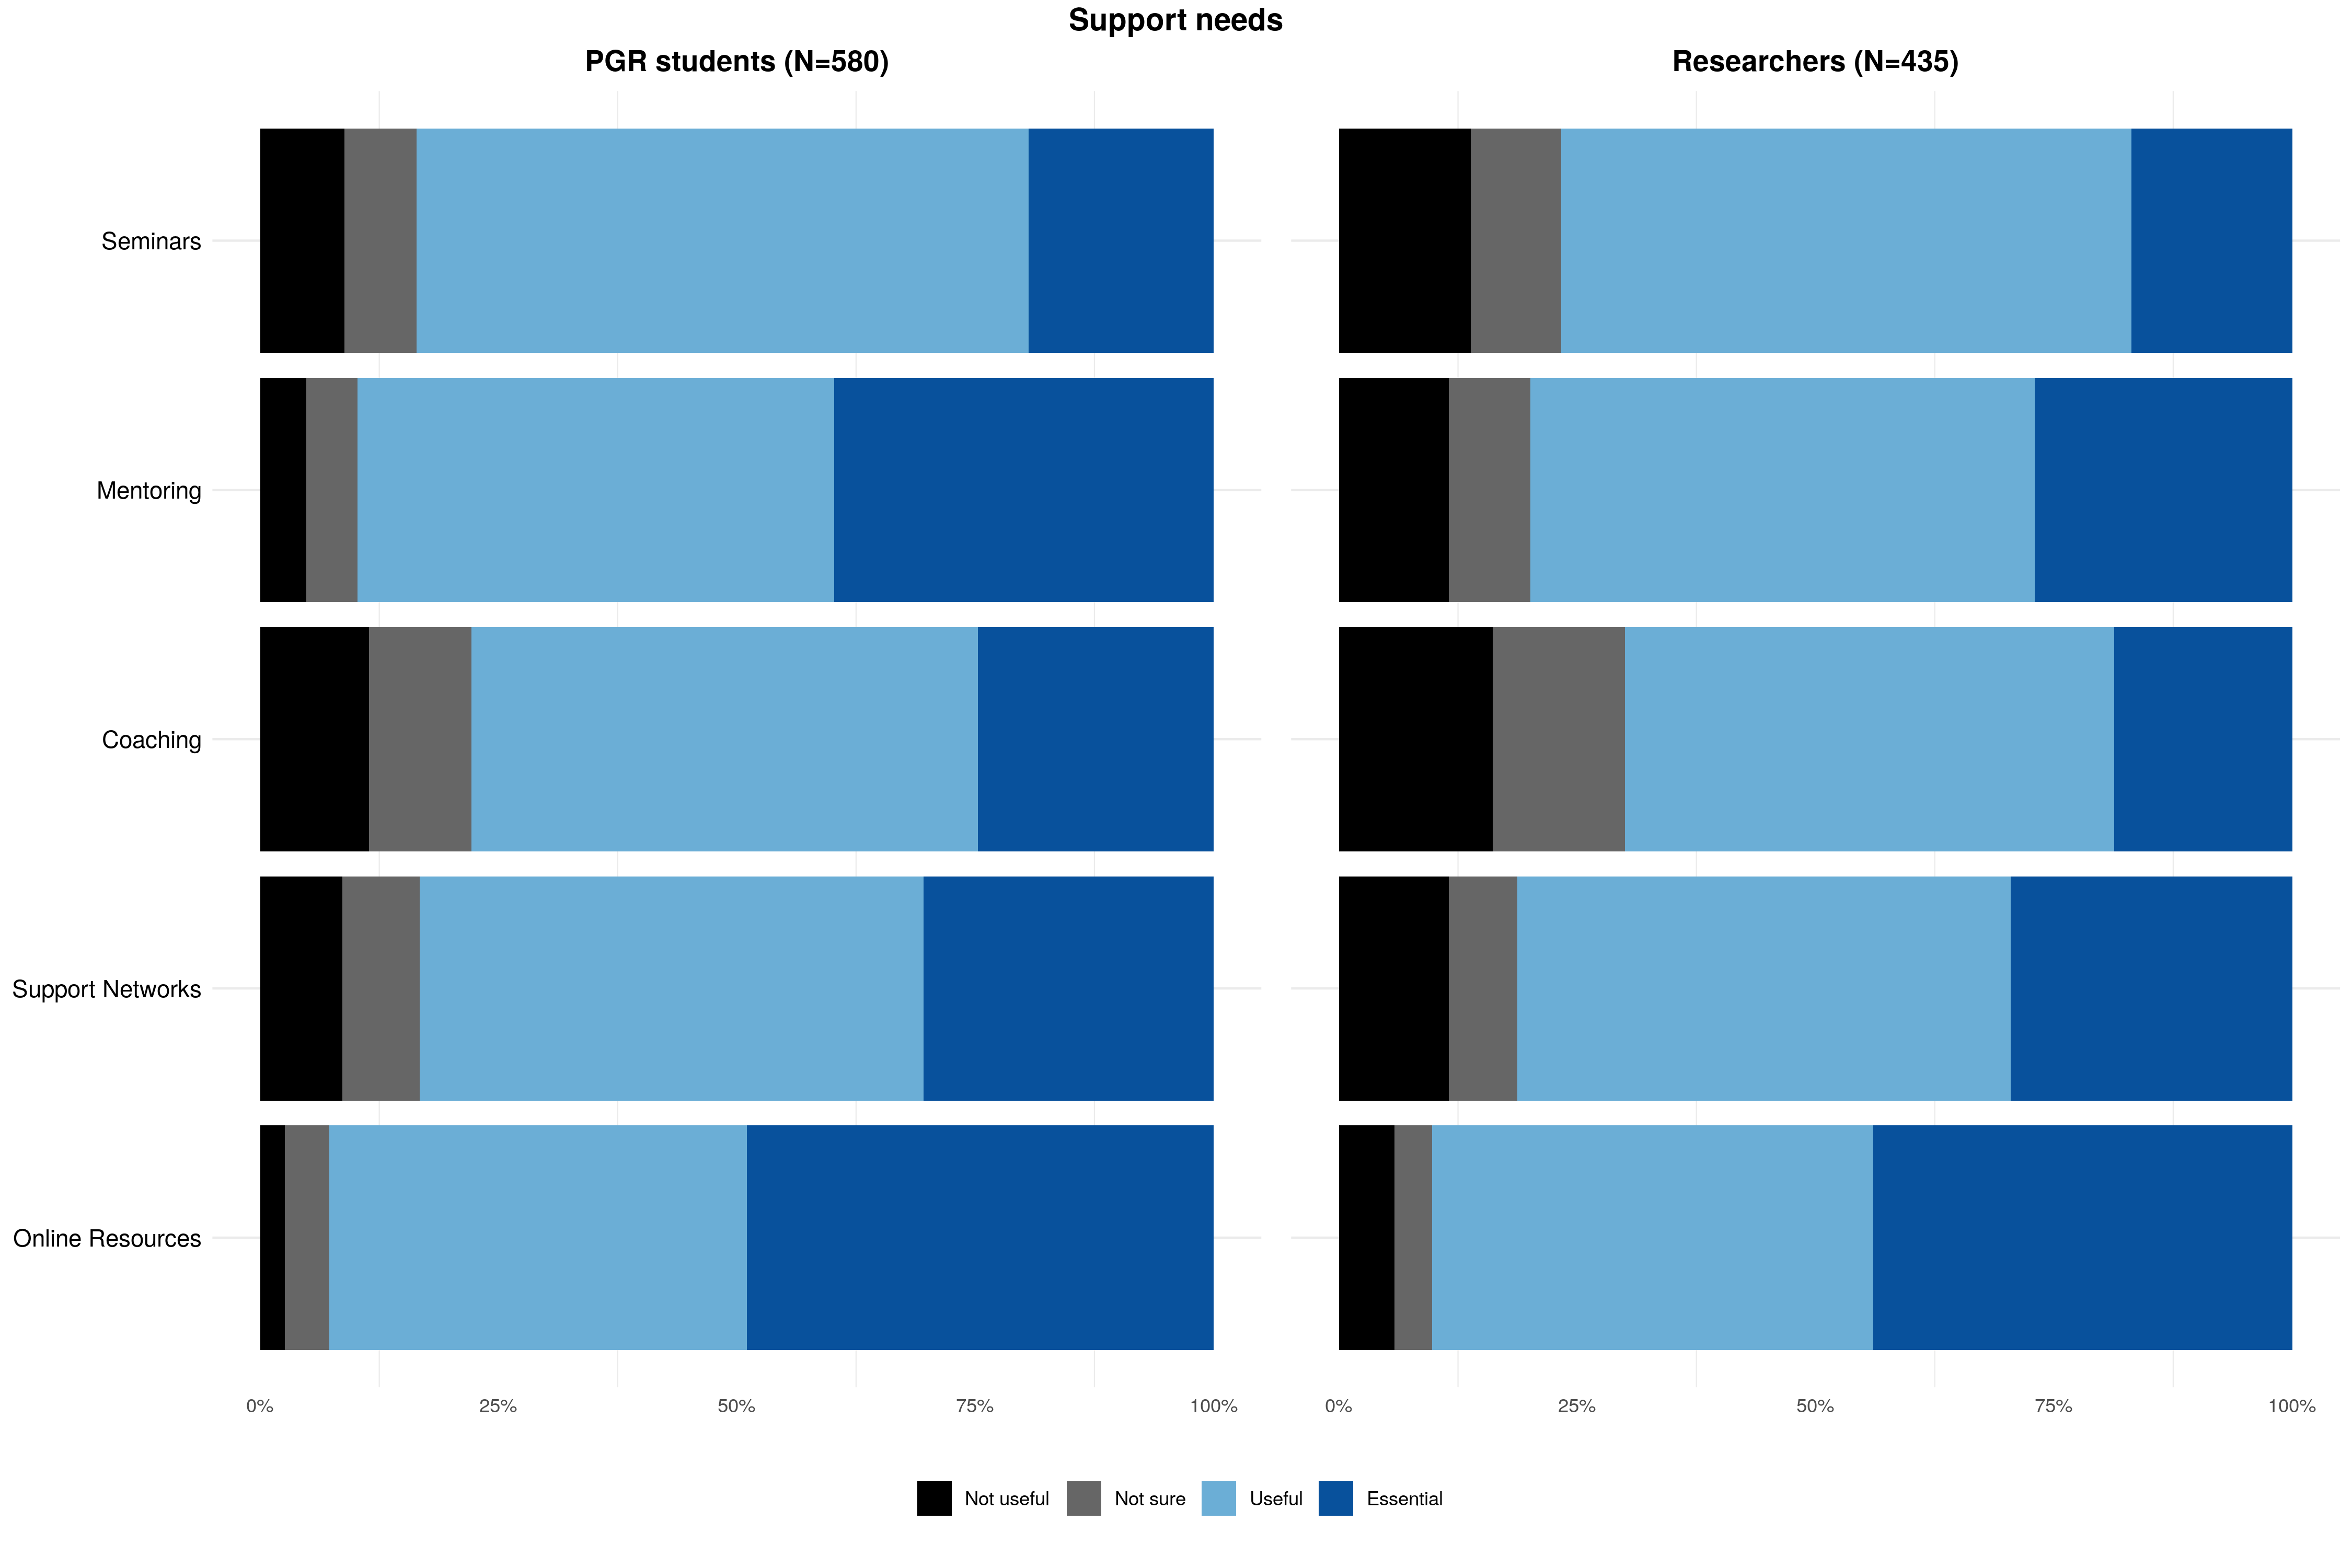 Support needs
PGR students (N=580)
Researchers (N=435)
Seminars
Mentoring
Coaching
Support Networks
Online Resources
0% 25% 50% 75% 100%
0% 25% 50% 75% 100%
Not useful Not sure Useful Essential